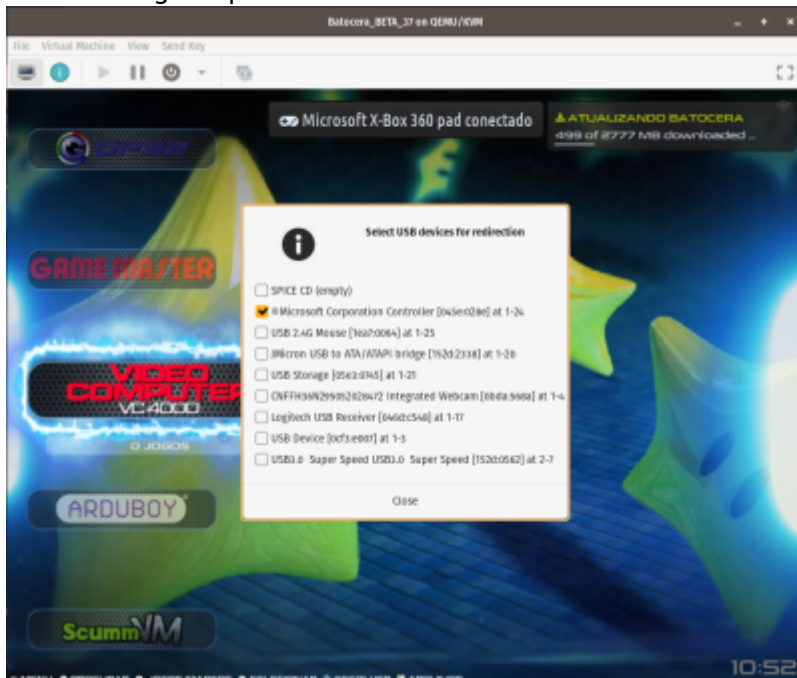 Batocera_BETA_37 on QEMU/KVM
File Virtual Machine View Send Key
Microsoft X-Box 360 pad conectado
ATUALIZANDO BATOCERA
499 of 2777 MB downloaded ...
GP32
GAME MASTER
VIDEO
COMPUTER
VC 4000
0 JOGOS
ARDUBOY
ScummVM
Select USB devices for redirection
SPICE CD (empty)
Microsoft Corporation Controller [045e:028e] at 1-24
USB 2.4G Mouse [1ea7:0064] at 1-25
JMicron USB to ATA/ATAPI bridge [152d:2338] at 1-20
USB Storage [05e3:0745] at 1-21
Integrated Webcam [0bda:568a] at 1-4
Logitech USB Receiver [046d:c548] at 1-17
USB Device [0cf3:e007] at 1-3
USB3.0 Super Speed USB3.0 Super Speed [152d:0562] at 2-7
Close
10:52